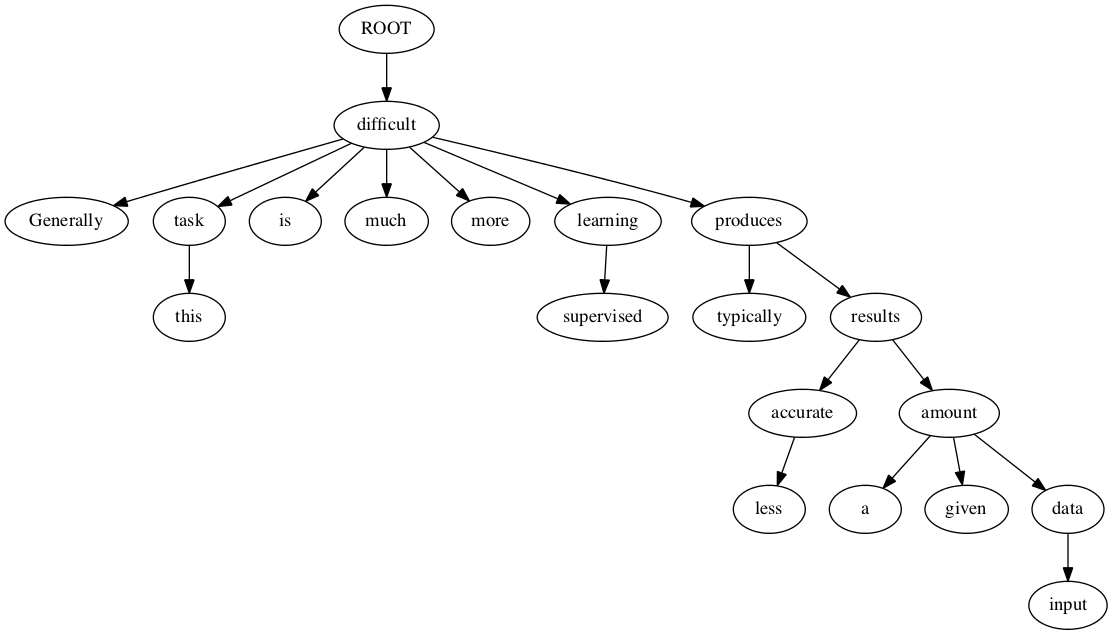 ROOT
difficult
Generally task is much more learning produces
this supervised typically results
accurate amount
less a given data
input